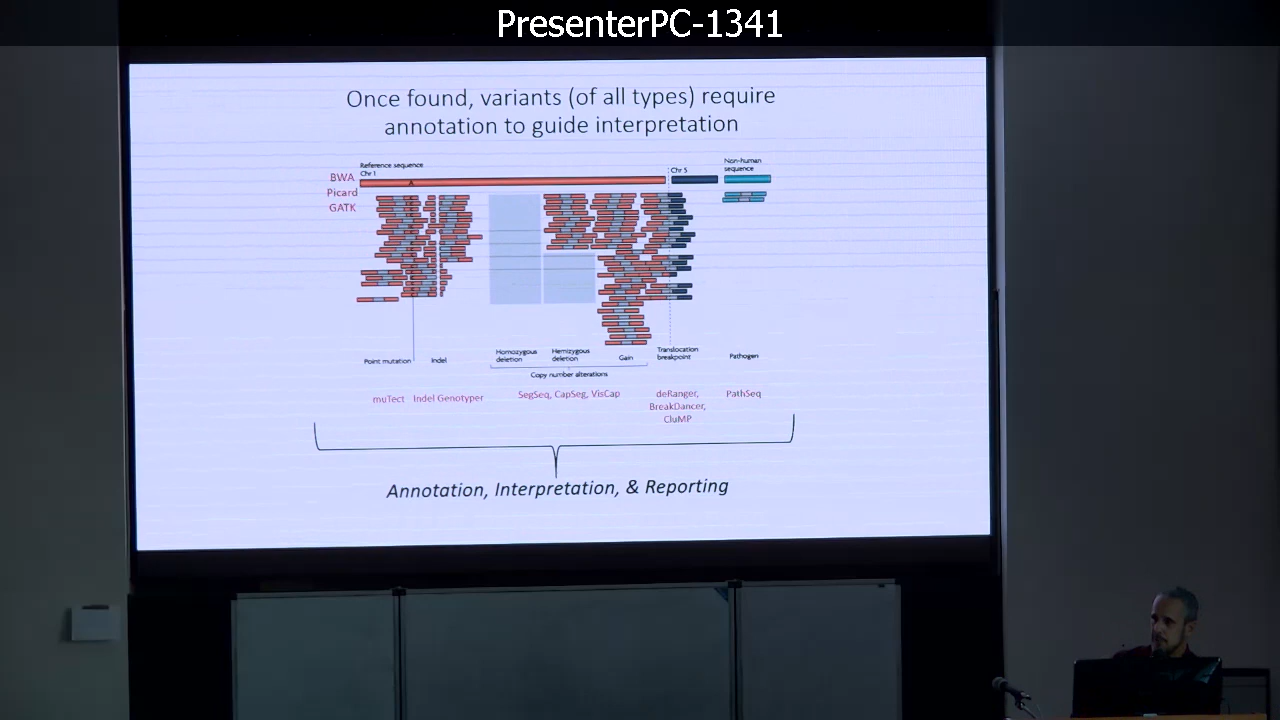 PresenterPC-1341
Once found, variants (of all types) require
annotation to guide interpretation
BWA
Picard
GATK
Reference sequence
Chr 1
Chr 5
Non-human
sequence
Point mutation
Indel
Homozygous
deletion
Hemizygous
deletion
Gain
Copy number alterations
Translocation
breakpoint
Pathogen
muTect
Indel Genotyper
SegSeq, CapSeg, VisCap
deRanger,
BreakDancer,
CluMP
PathSeq
Annotation, Interpretation, & Reporting